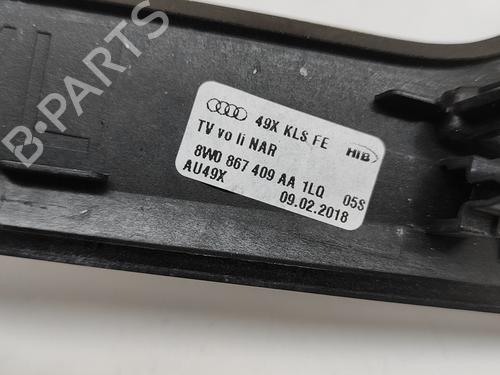 49X KLS FE HIB
TV vo li NAR
8W0 867 409 AA 1LQ 05S
AU49X 09.02.2018
B-PARTS